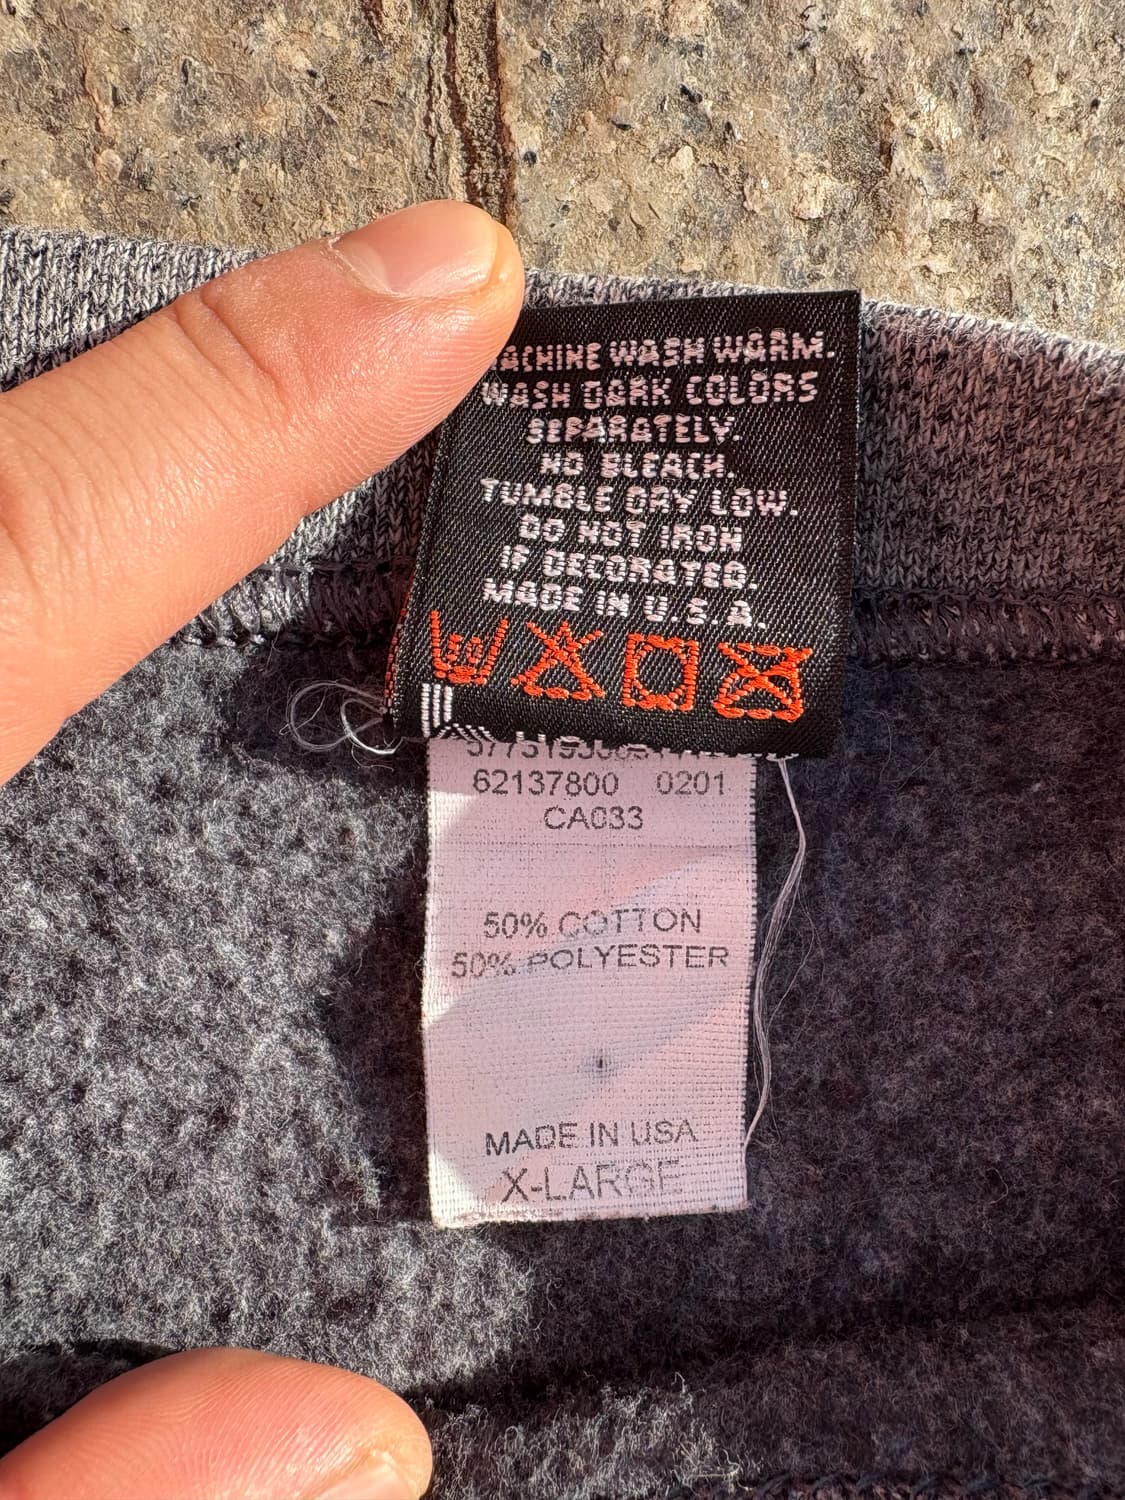 MACHINE WASH WARM.
WASH DARK COLORS
SEPARATELY.
NO BLEACH.
TUMBLE DRY LOW.
DO NOT IRON
IF DECORATED.
MADE IN U.S.A.
62137800 0201
CA033
50% COTTON
50% POLYESTER
MADE IN USA
X-LARGE